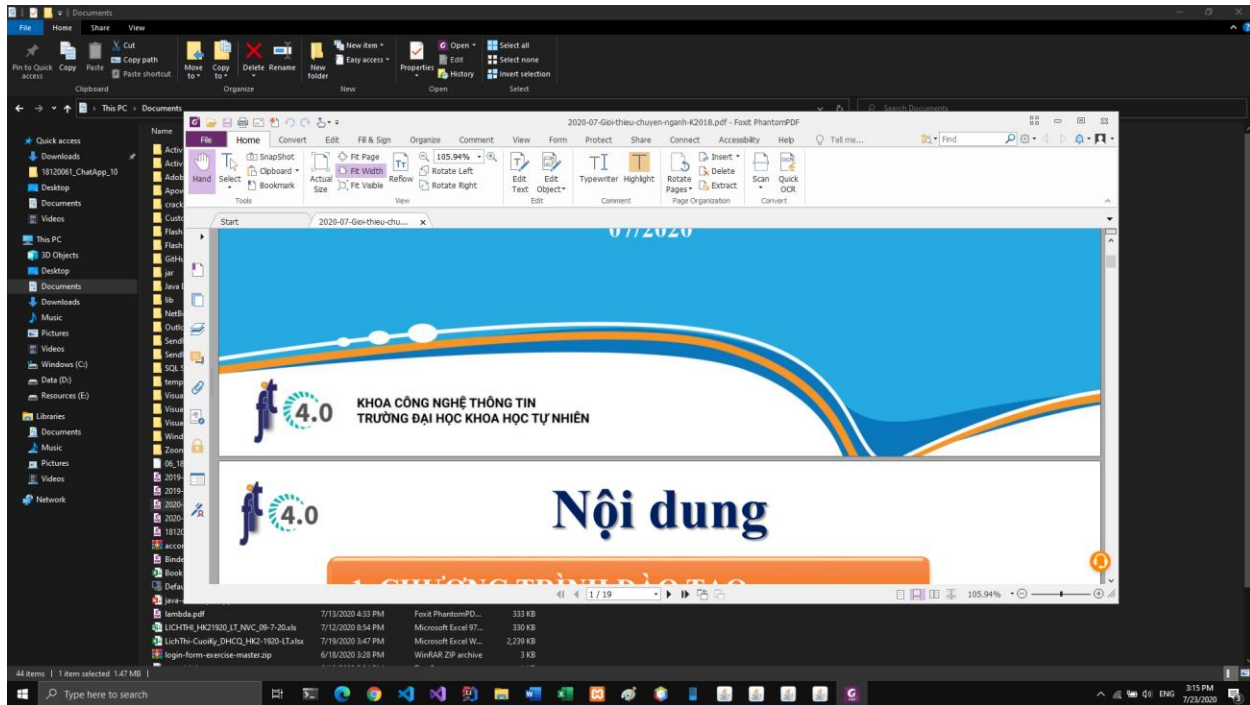 Documents
File Home Share View
Pin to Quick access
Copy
Paste
Cut
Copy path
Paste shortcut
Clipboard
Move to
Copy to
Delete
Rename
Organize
New folder
New item
Easy access
New
Properties
Open
Edit
History
Open
Select all
Select none
Invert selection
Select
This PC > Documents
Search Documents
Name
Quick access
Downloads
18120061_ChatApp_10
Desktop
Documents
Videos
This PC
3D Objects
Desktop
Documents
Downloads
Music
Pictures
Videos
Windows (C:)
Data (D:)
Resources (E:)
Libraries
Documents
Music
Pictures
Videos
Network
jar
lib
2020-07-Gioi-thieu-chuyen-nganh-K2018.pdf - Foxit PhantomPDF
File Home Convert Edit Fill & Sign Organize Comment View Form Protect Share Connect Accessibility Help Tell me... Find
Hand
Select
SnapShot
Clipboard
Bookmark
Tools
Actual Size
Fit Page
Fit Width
Fit Visible
Reflow
105.94%
Rotate Left
Rotate Right
View
Edit Text
Edit Object
Edit
Typewriter
Highlight
Comment
Rotate Pages
Insert
Delete
Extract
Page Organization
Scan
Quick OCR
Convert
Start
2020-07-Gioi-thieu-chu... x
07/2020
4.0
KHOA CÔNG NGHỆ THÔNG TIN
TRƯỜNG ĐẠI HỌC KHOA HỌC TỰ NHIÊN
4.0
Nội dung
1. CHƯƠNG TRÌNH ĐÀO TẠO
1 / 19
105.94%
lambda.pdf 7/13/2020 4:33 PM Foxit PhantomPD... 333 KB
LICHTHI_HK21920_LT_NVC_09-7-20.xls 7/12/2020 8:54 PM Microsoft Excel 97... 330 KB
LichThi-CuoiKy_DHCQ_HK2-1920-LT.xlsx 7/19/2020 3:47 PM Microsoft Excel W... 2,239 KB
login-form-exercise-master.zip 6/18/2020 3:28 PM WinRAR ZIP archive 3 KB
44 items 1 item selected 1.47 MB
Type here to search
ENG
3:15 PM
7/23/2020